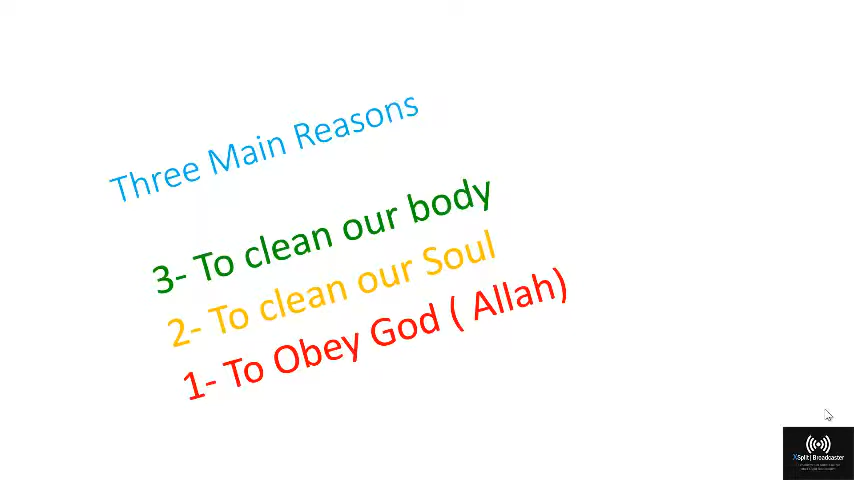 Three Main Reasons
3- To clean our body
2- To clean our Soul
1- To Obey God ( Allah)
XSplit | Broadcaster